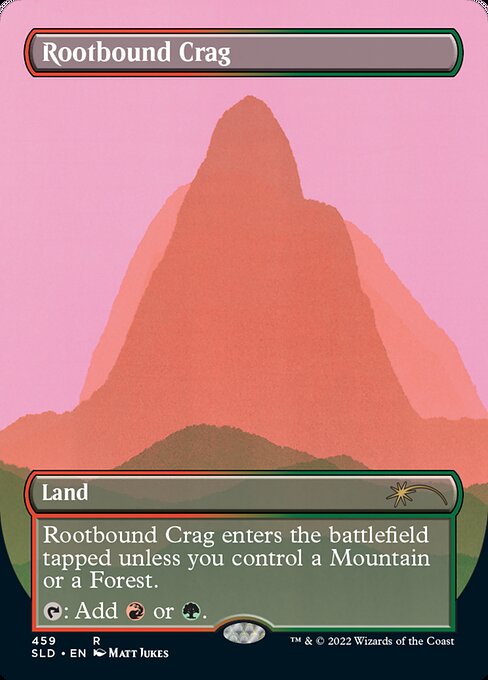 Rootbound Crag
Land
Rootbound Crag enters the battlefield
tapped unless you control a Mountain
or a Forest.
: Add or .
459 R
SLD • EN Matt Jukes
™ & © 2022 Wizards of the Coast